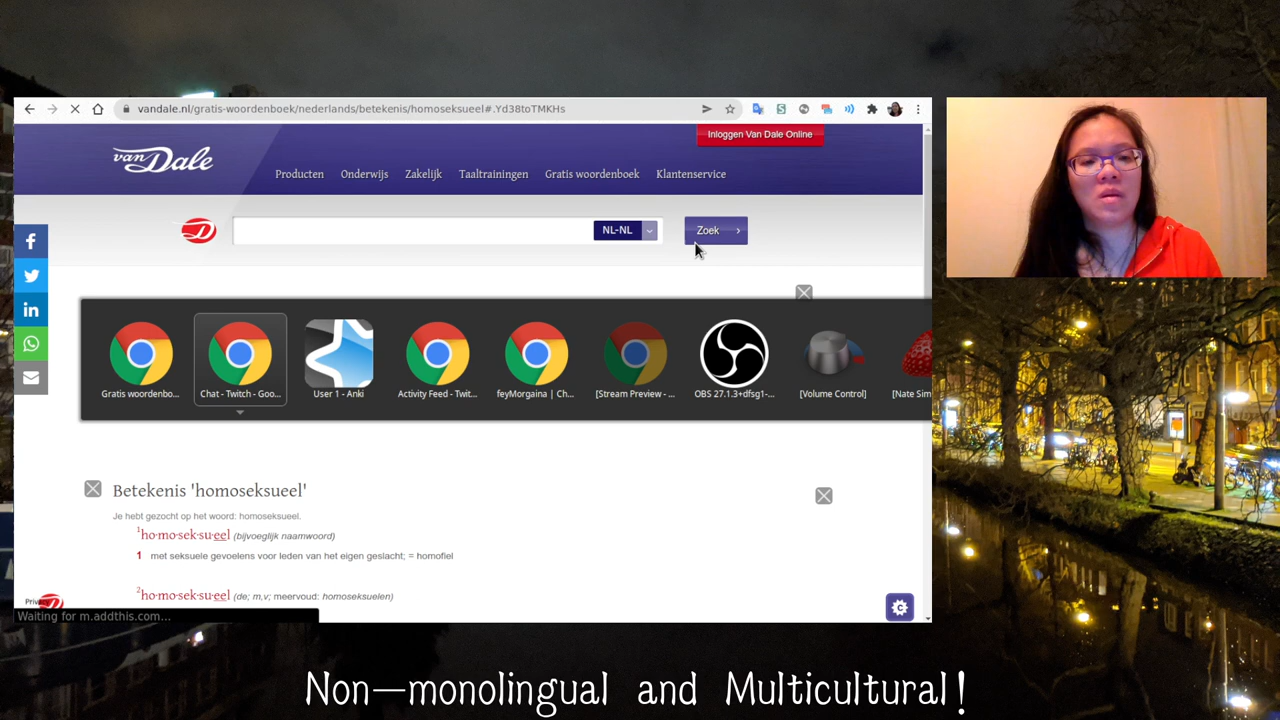 vandale.nl/gratis-woordenboek/nederlands/betekenis/homoseksueel#.Yd38toTMKHs
Inloggen Van Dale Online
van Dale
Producten Onderwijs Zakelijk Taaltrainingen Gratis woordenboek Klantenservice
NL-NL
Zoek
Gratis woordenbo... Chat - Twitch - Goo... User 1 - Anki Activity Feed - Twit... feyMorgaina | Ch... [Stream Preview - ... OBS 27.1.3+dfsg1-... [Volume Control] [Nate Sim
Betekenis 'homoseksueel'
Je hebt gezocht op het woord: homoseksueel.
1ho·mo·sek·su·eel (bijvoeglijk naamwoord)
1 met seksuele gevoelens voor leden van het eigen geslacht; = homofiel
2ho·mo·sek·su·eel (de; m,v; meervoud: homoseksuelen)
Waiting for m.addthis.com...
Non-monolingual and Multicultural!